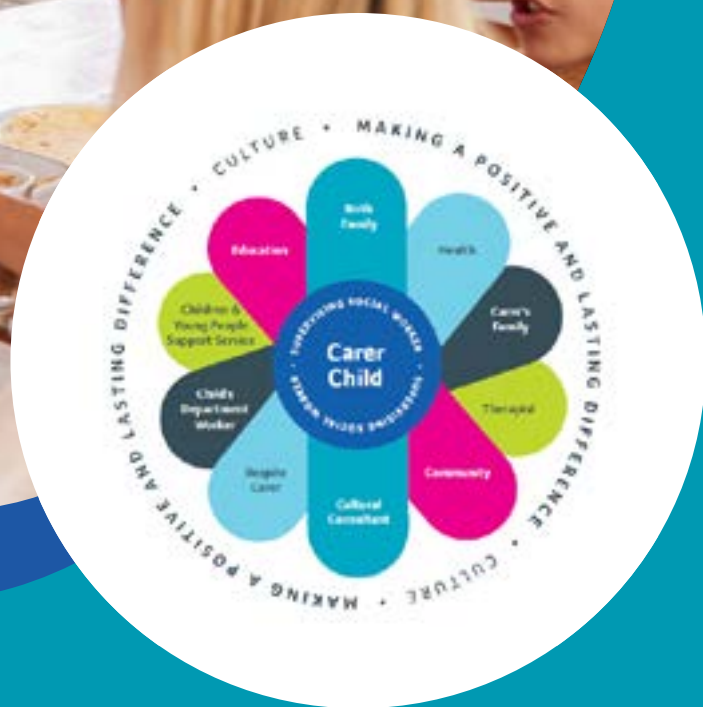 MAKING A POSITIVE AND LASTING DIFFERENCE • CULTURE •
MAKING A POSITIVE AND LASTING DIFFERENCE • CULTURE •
Birth
Family
Health
Carer's
Family
Therapist
Community
Cultural
Consultant
Respite
Carer
Child's
Department
Worker
Children &
Young People
Support Service
Education
SUPERVISING SOCIAL WORKER •
SUPERVISING SOCIAL WORKER •
Carer
Child